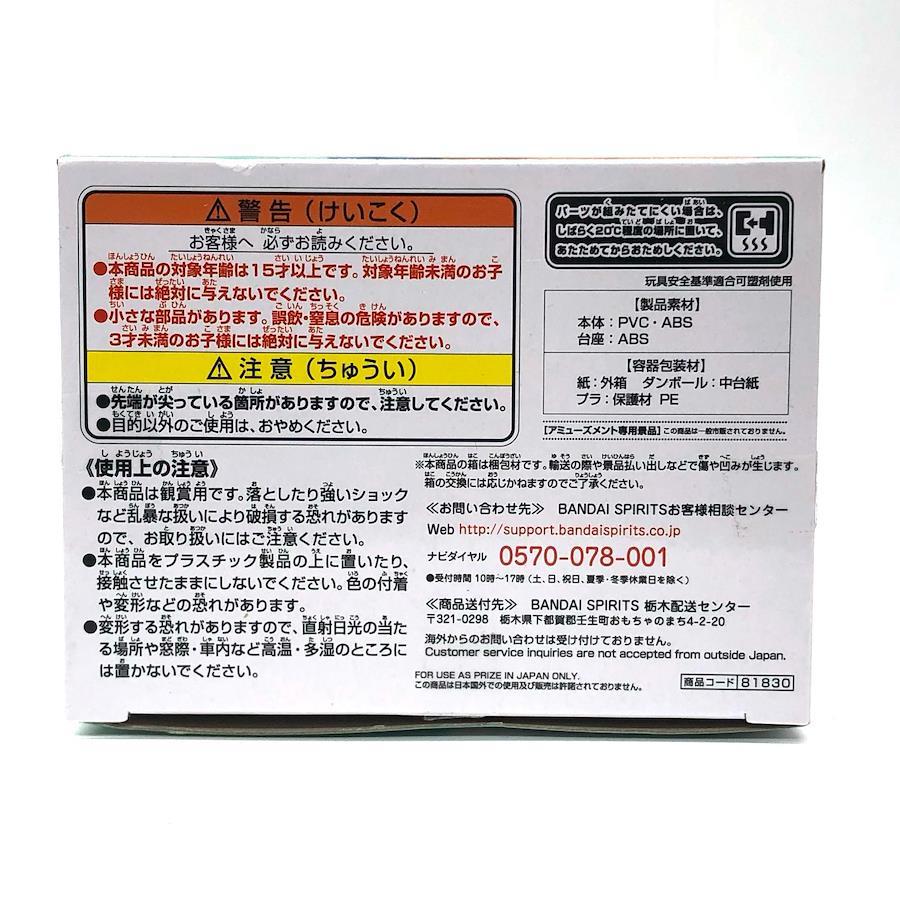 ⚠警告(けいこく)
お客様へ 必ずお読みください。
●本商品の対象年齢は15才以上です。対象年齢未満のお子
様には絶対に与えないでください。
●小さな部品があります。誤飲・窒息の危険がありますので、
3才未満のお子様には絶対に与えないでください。
⚠注意(ちゅうい)
●先端が尖っている箇所がありますので、注意してください。
●目的以外のご使用は、おやめください。
《使用上の注意》
●本商品は観賞用です。落としたり強いショック
など乱暴な扱いにより破損する恐れがあります
ので、お取り扱いにはご注意ください。
●本商品をプラスチック製品の上に置いたり、
接触させたままにしないでください。色の付着
や変形などの恐れがあります。
●変形する恐れがありますので、直射日光の当た
る場所や窓際・車内など高温・多湿のところに
は置かないでください。
パーツが組みたてにくい場合は、
しばらく20℃程度の場所に置いて、
あたためてからおためしください。
玩具安全基準適合可塑剤使用
【製品素材】
本体:PVC・ABS
台座:ABS
【容器包装材】
紙:外箱 ダンボール:中台紙
プラ:保護材 PE
【アミューズメント専用景品】この商品は一般市販されておりません。
※本商品の箱は梱包材です。輸送の際や景品払い出しなどで傷や凹みが生じます。
箱の交換には応じかねますのでご了承ください。
《お問い合わせ先》 BANDAI SPIRITSお客様相談センター
Web http://support.bandaispirits.co.jp
ナビダイヤル 0570-078-001
●受付時間 10時〜17時(土、日、祝日、夏季・冬季休業日を除く)
《商品送付先》 BANDAI SPIRITS 栃木配送センター
〒321-0298 栃木県下都賀郡壬生町おもちゃのまち4-2-20
海外からのお問い合わせは受け付けておりません。
Customer service inquiries are not accepted from outside Japan.
FOR USE AS PRIZE IN JAPAN ONLY.
この商品は日本国外での使用及び販売は許諾されておりません。
商品コード 81830